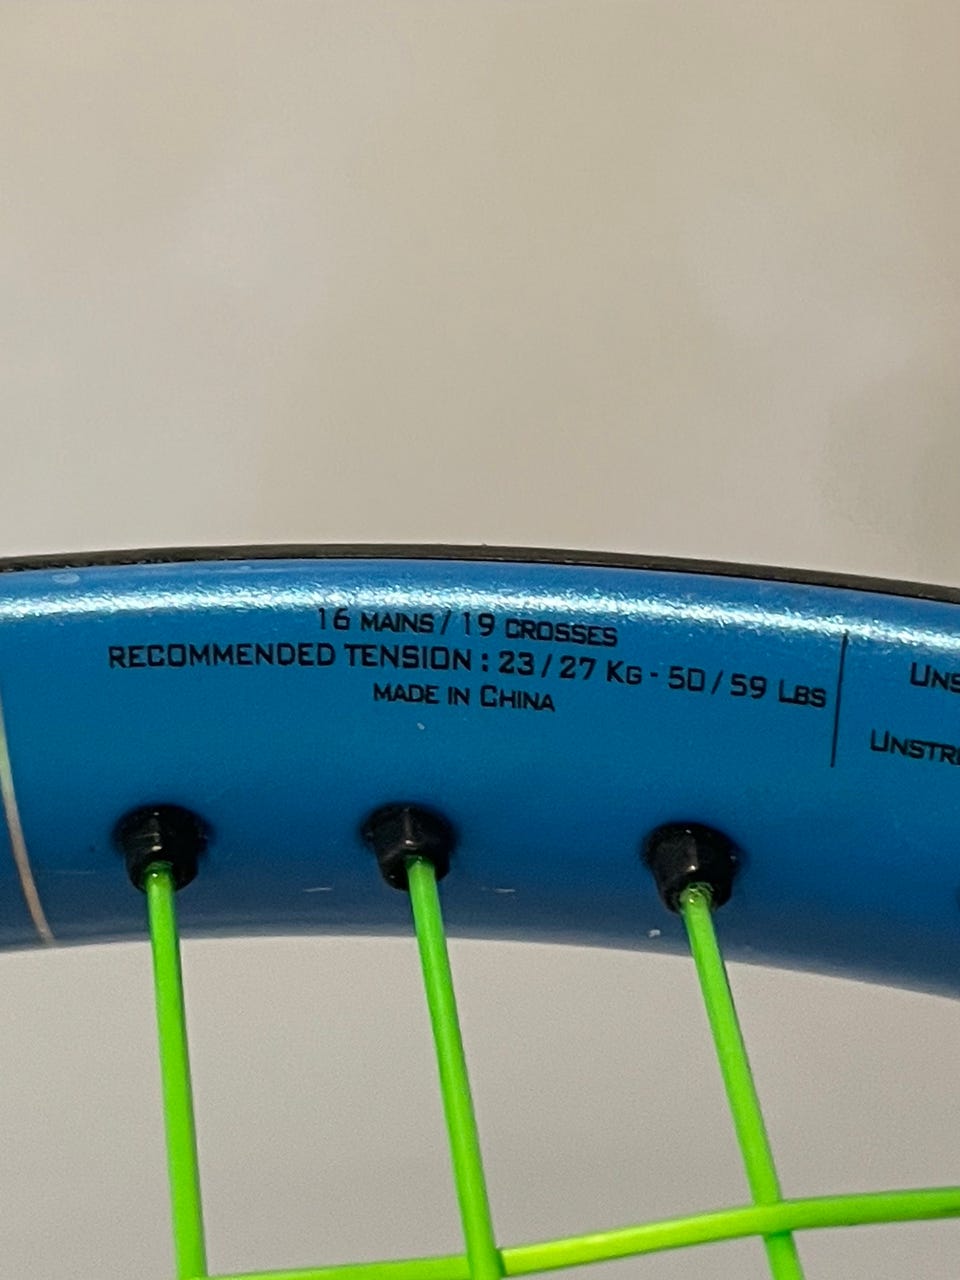 16 MAINS / 19 CROSSES
RECOMMENDED TENSION : 23 / 27 KG - 50 / 59 LBS
MADE IN CHINA